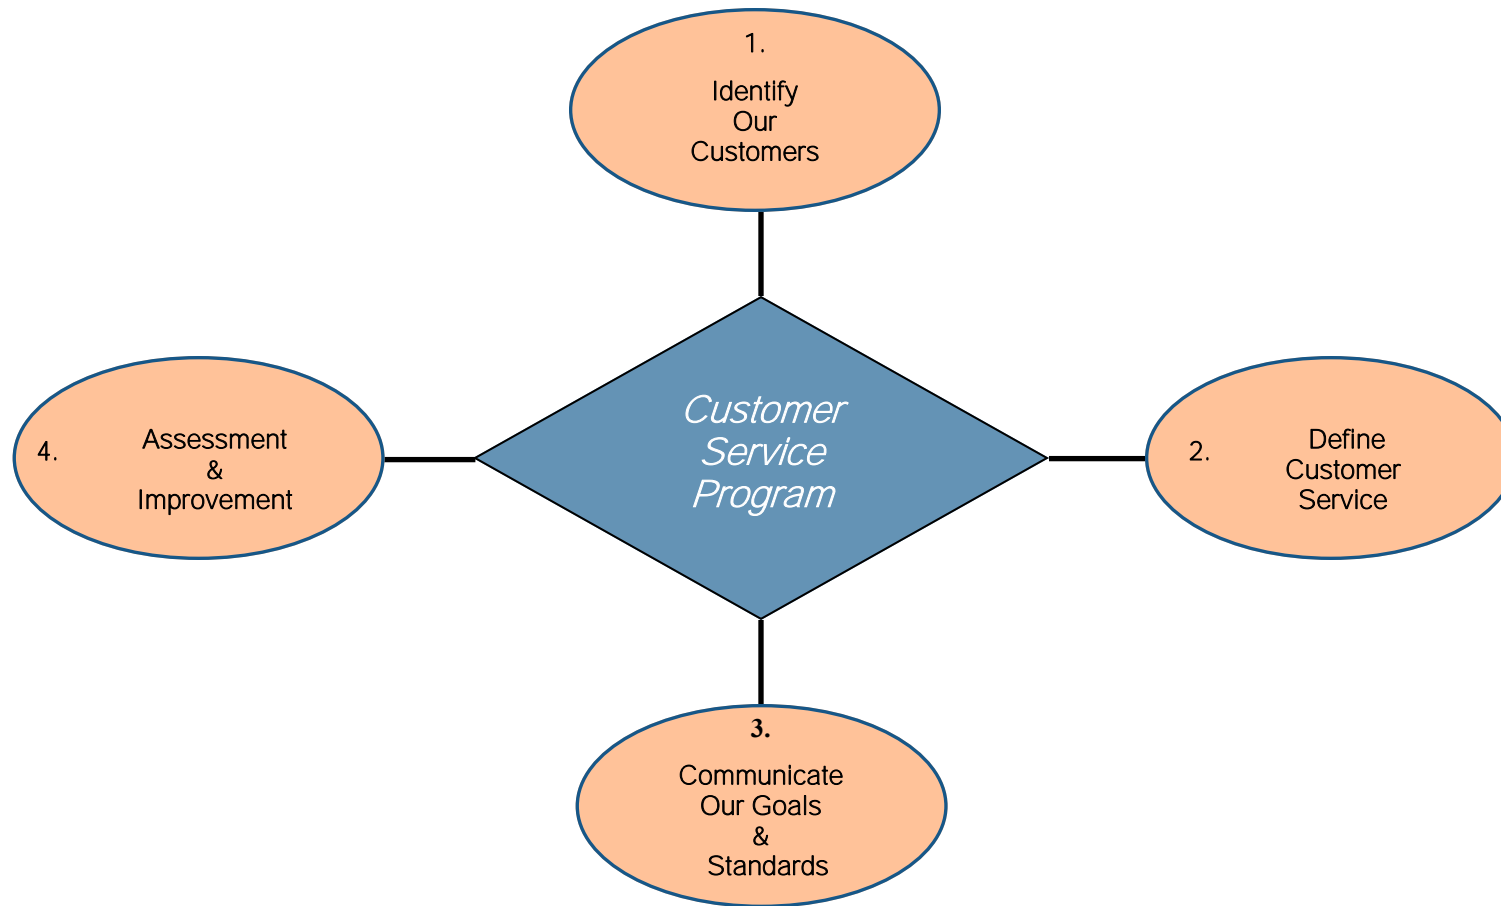 1.
Identify
Our
Customers
Customer
Service
Program
4.
Assessment
&
Improvement
2.
Define
Customer
Service
3.
Communicate
Our Goals
&
Standards